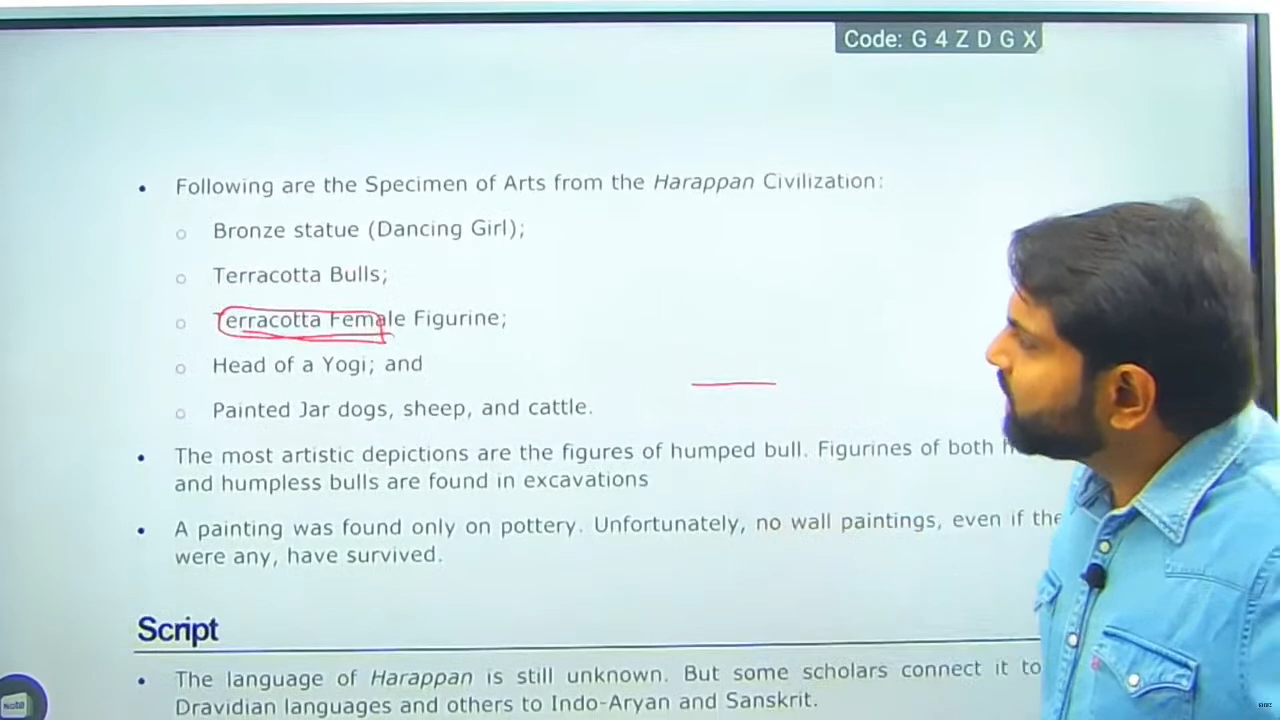 Code: G 4 Z D G X
• Following are the Specimen of Arts from the Harappan Civilization:
o Bronze statue (Dancing Girl);
o Terracotta Bulls;
o Terracotta Female Figurine;
o Head of a Yogi; and
o Painted Jar dogs, sheep, and cattle.
• The most artistic depictions are the figures of humped bull. Figurines of both
and humpless bulls are found in excavations
• A painting was found only on pottery. Unfortunately, no wall paintings, even if the
were any, have survived.
Script
• The language of Harappan is still unknown. But some scholars connect it to
Dravidian languages and others to Indo-Aryan and Sanskrit.